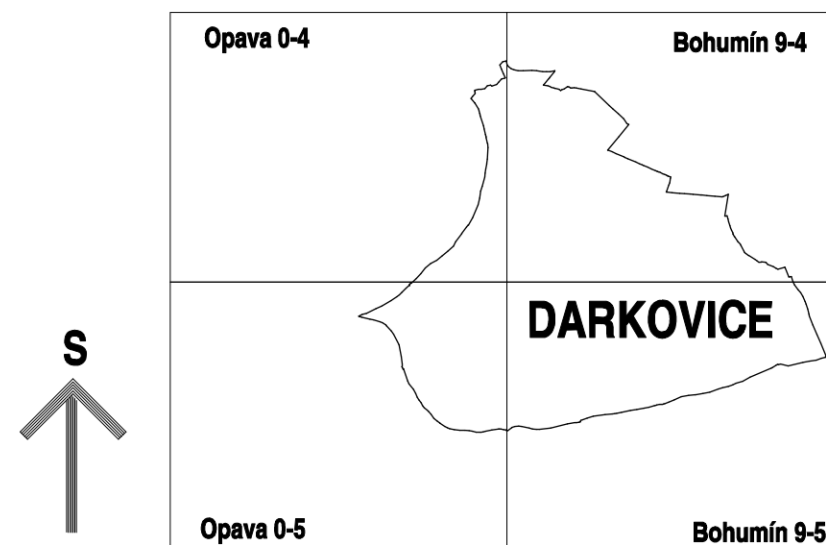 Opava 0-4
Bohumín 9-4
DARKOVICE
S
Opava 0-5
Bohumín 9-5